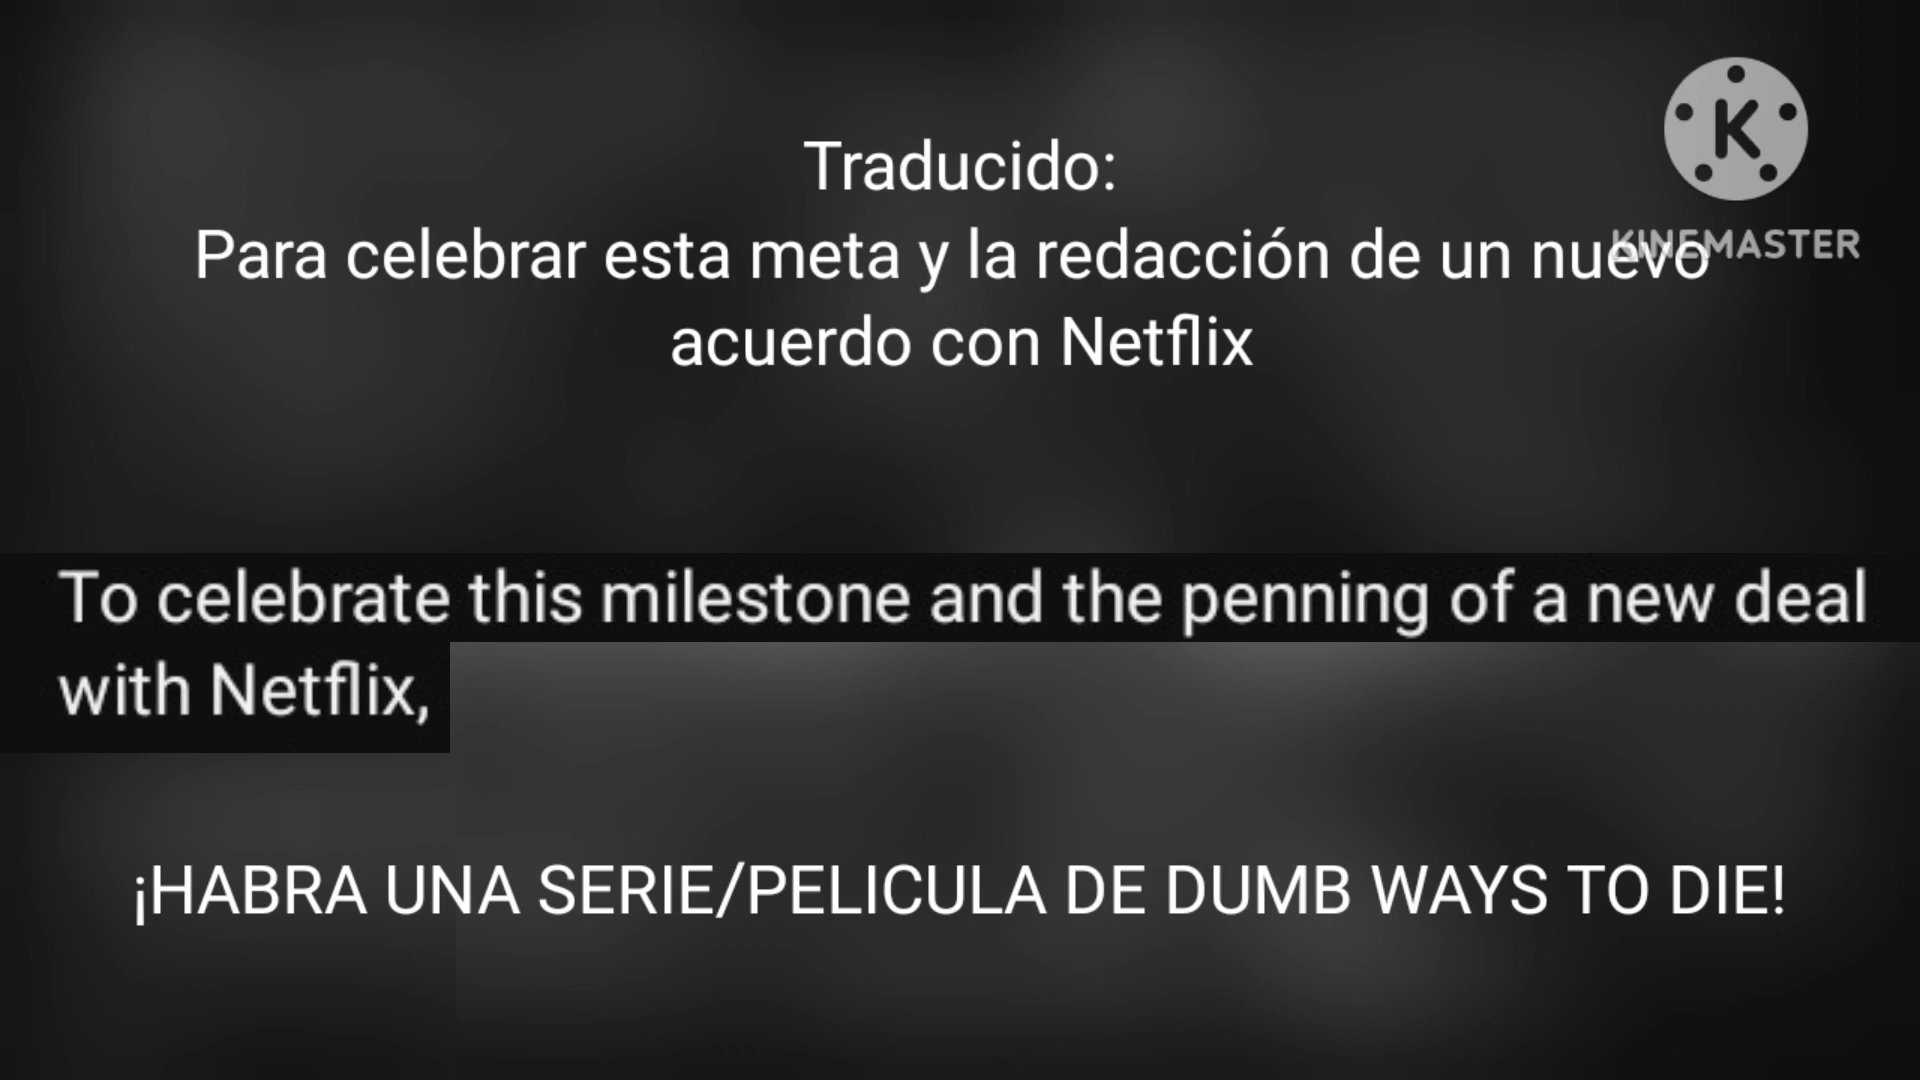 Traducido:
Para celebrar esta meta y la redacción de un nuevo
acuerdo con Netflix
K
KINEMASTER
To celebrate this milestone and the penning of a new deal
with Netflix,
¡HABRA UNA SERIE/PELICULA DE DUMB WAYS TO DIE!